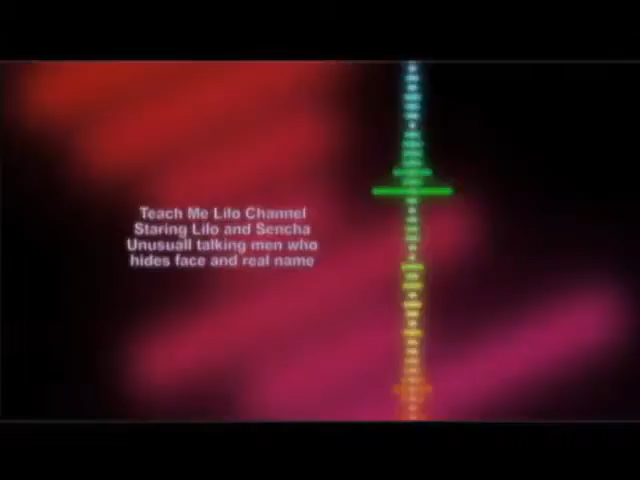 Teach Me Lilo Channel
Staring Lilo and Sencha
Unusuall talking men who
hides face and real name